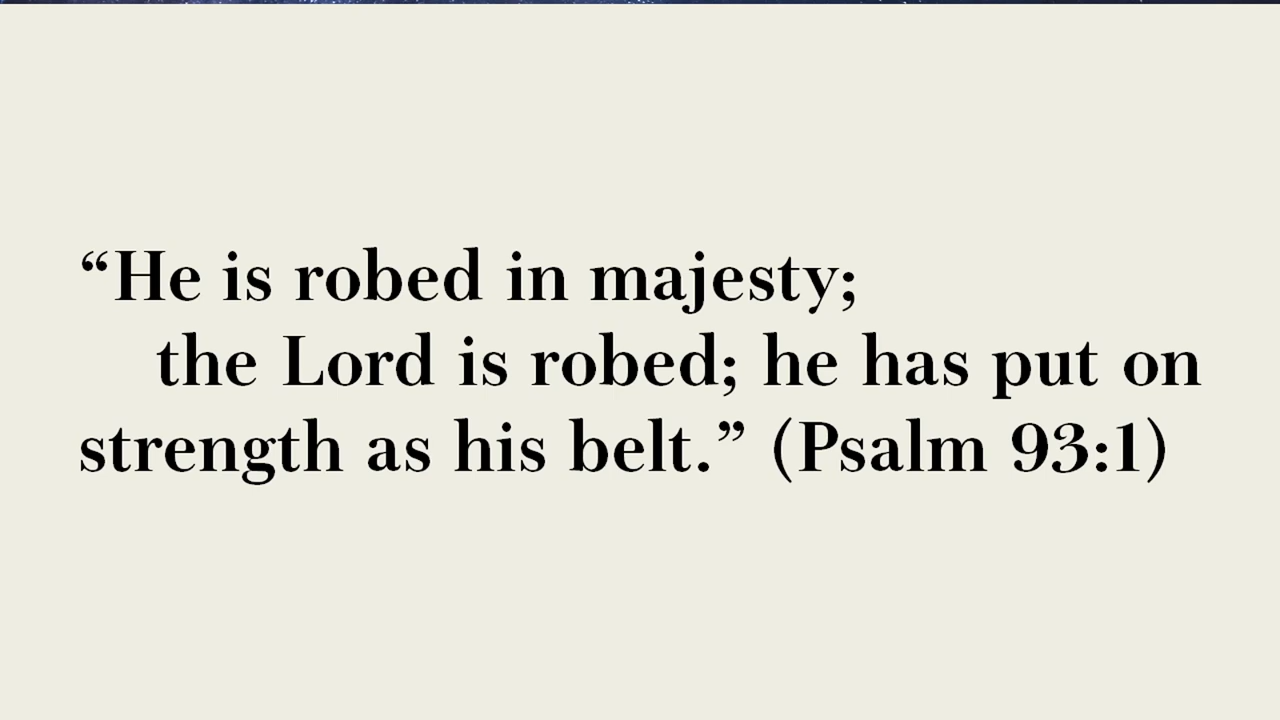 “He is robed in majesty;
the Lord is robed; he has put on
strength as his belt.” (Psalm 93:1)